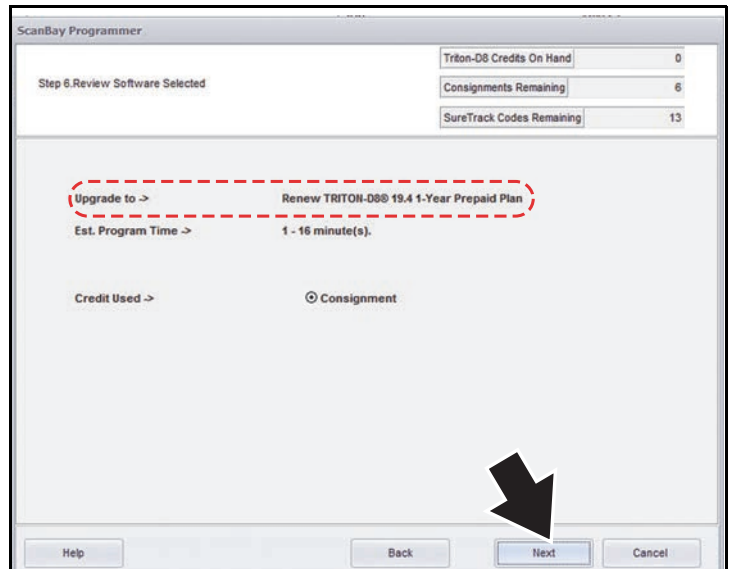 ScanBay Programmer
Step 6.Review Software Selected
Triton-D8 Credits On Hand 0
Consignments Remaining 6
SureTrack Codes Remaining 13
Upgrade to -> Renew TRITON-D8® 19.4 1-Year Prepaid Plan
Est. Program Time -> 1 - 16 minute(s).
Credit Used -> Consignment
Help Back Next Cancel